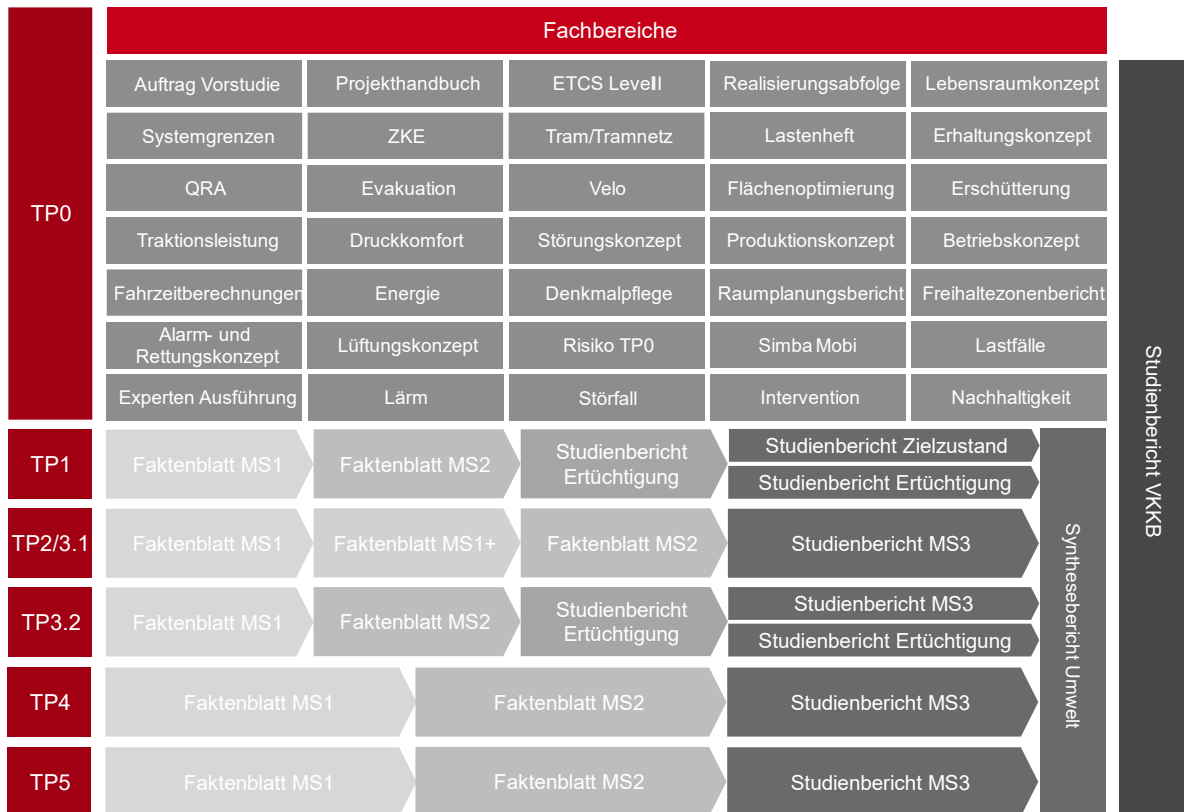 Fachbereiche
TP0
Auftrag Vorstudie
Projekthandbuch
ETCS Level II
Realisierungsabfolge
Lebensraumkonzept
Systemgrenzen
ZKE
Tram/Tramnetz
Lastenheft
Erhaltungskonzept
QRA
Evakuation
Velo
Flächenoptimierung
Erschütterung
Traktionsleistung
Druckkomfort
Störungskonzept
Produktionskonzept
Betriebskonzept
Fahrzeitberechnungen
Energie
Denkmalpflege
Raumplanungsbericht
Freihaltezonenbericht
Alarm- und
Rettungskonzept
Lüftungskonzept
Risiko TP0
Simba Mobi
Lastfälle
Experten Ausführung
Lärm
Störfall
Intervention
Nachhaltigkeit
TP1
Faktenblatt MS1
Faktenblatt MS2
Studienbericht
Ertüchtigung
Studienbericht Zielzustand
Studienbericht Ertüchtigung
TP2/3.1
Faktenblatt MS1
Faktenblatt MS1+
Faktenblatt MS2
Studienbericht MS3
TP3.2
Faktenblatt MS1
Faktenblatt MS2
Studienbericht
Ertüchtigung
Studienbericht MS3
Studienbericht Ertüchtigung
TP4
Faktenblatt MS1
Faktenblatt MS2
Studienbericht MS3
TP5
Faktenblatt MS1
Faktenblatt MS2
Studienbericht MS3
Synthesebericht Umwelt
Studienbericht VKKB